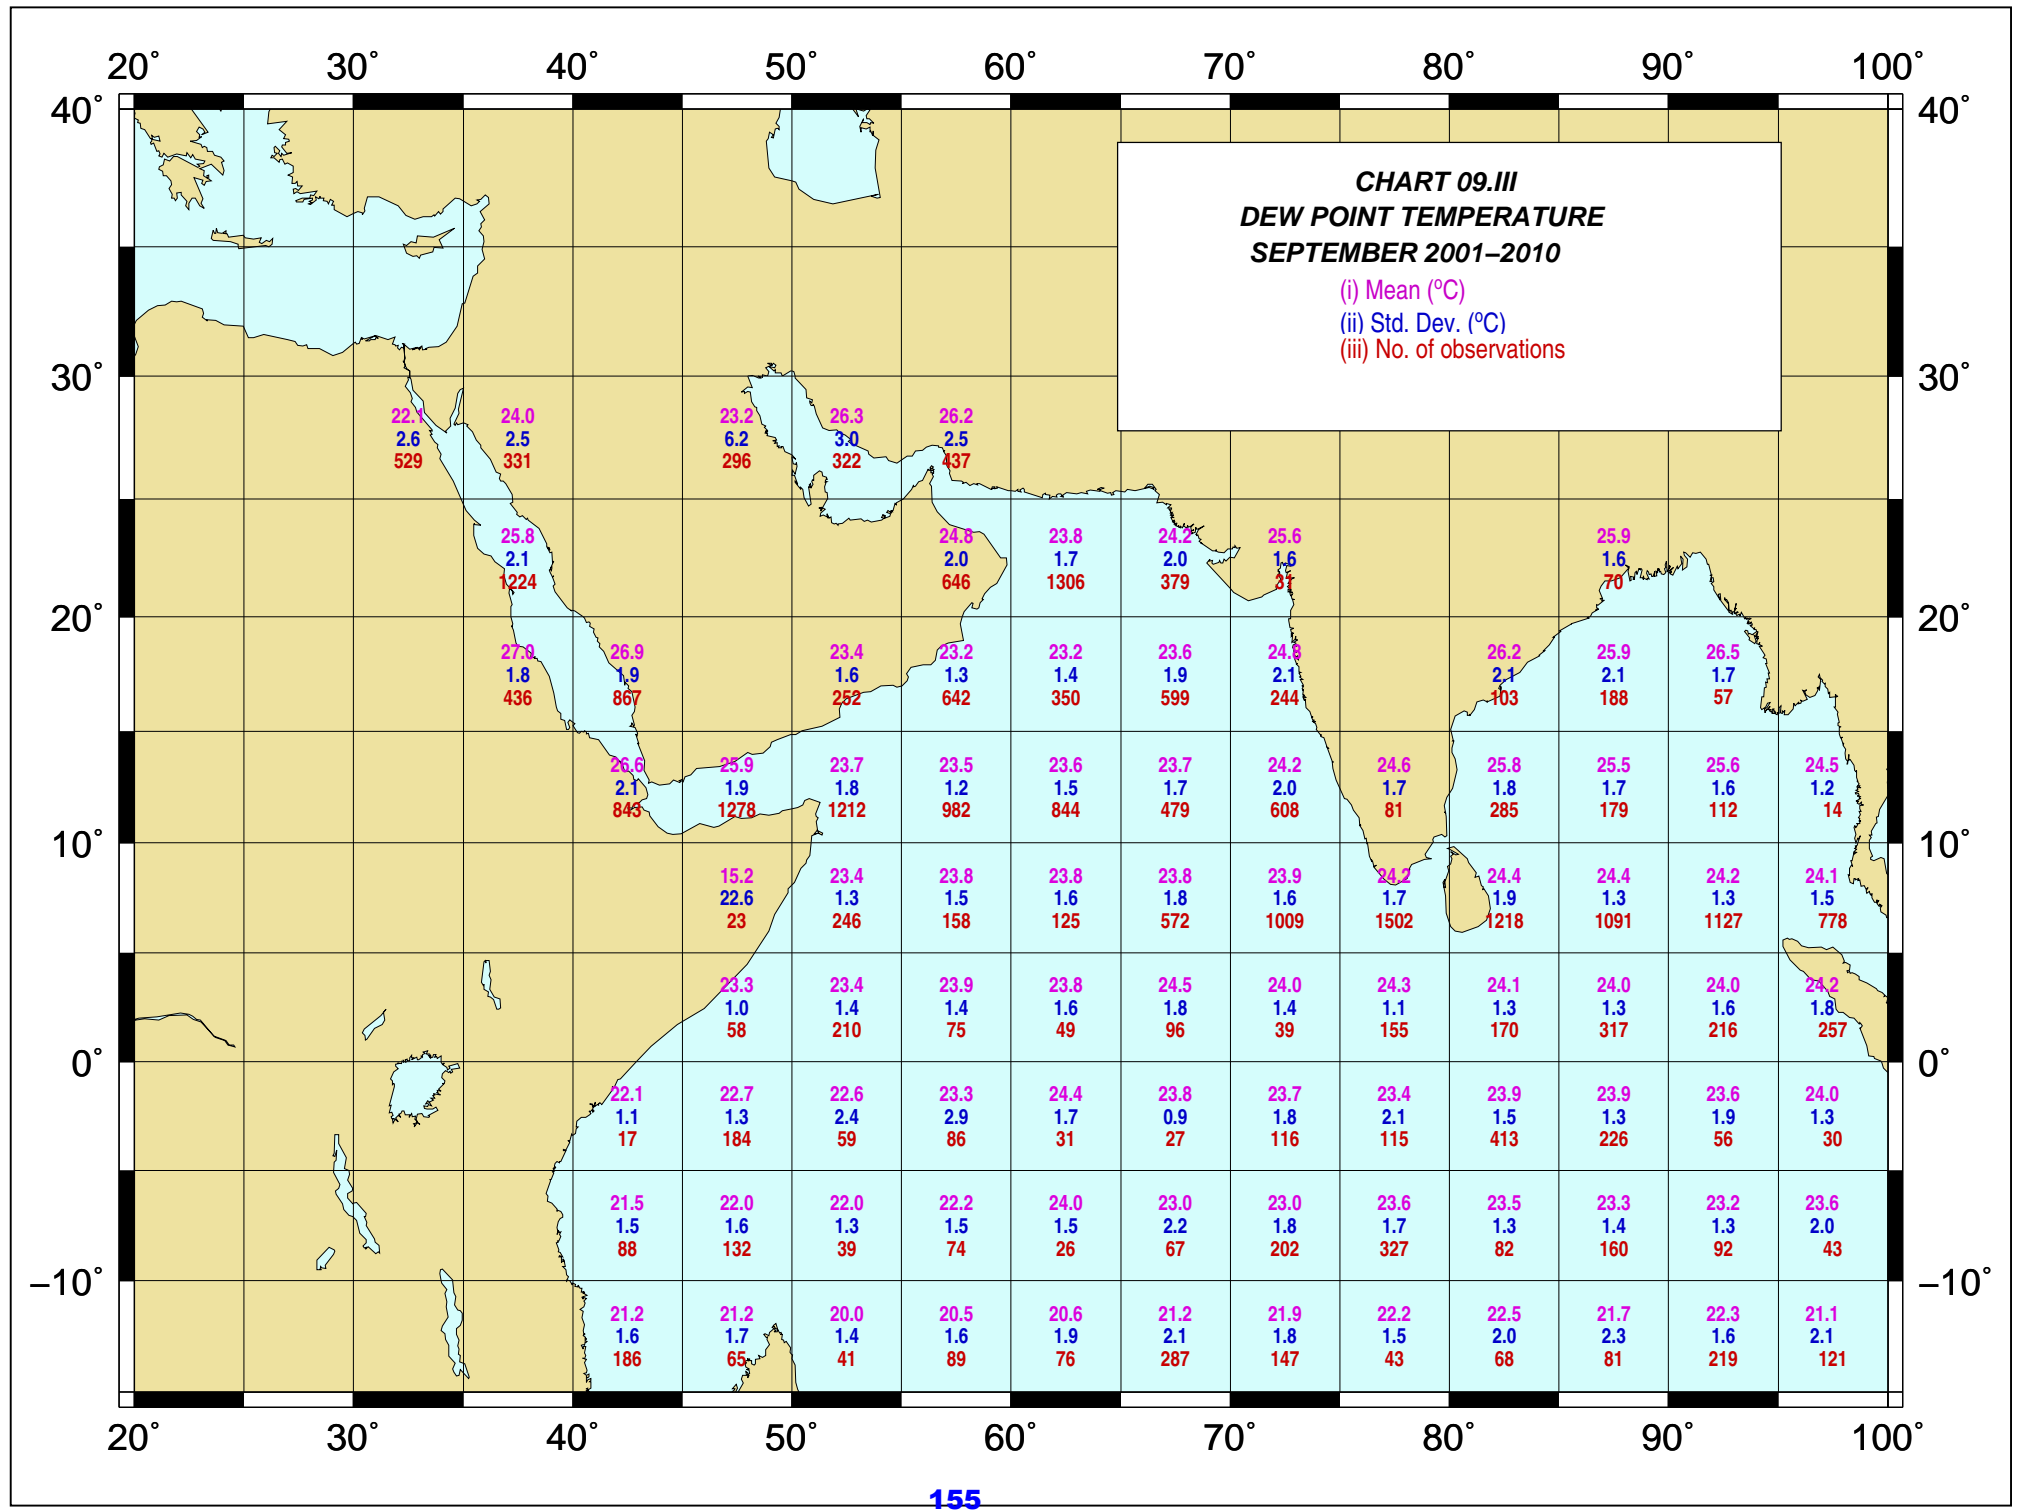 20° 30° 40° 50° 60° 70° 80° 90° 100°
40° 40°
CHART 09.III
DEW POINT TEMPERATURE
SEPTEMBER 2001–2010
(i) Mean (°C)
(ii) Std. Dev. (°C)
(iii) No. of observations
30° 30°
22.1 24.0 23.2 26.3 26.2
2.6 2.5 6.2 3.0 2.5
529 331 296 322 437
25.8 24.8 23.8 24.2 25.6 25.9
2.1 2.0 1.7 2.0 1.6 1.6
1224 646 1306 379 31 70
20° 20°
27.0 26.9 23.4 23.2 23.2 23.6 24.8 26.2 25.9 26.5
1.8 1.9 1.6 1.3 1.4 1.9 2.1 2.1 2.1 1.7
436 867 252 642 350 599 244 103 188 57
26.6 25.9 23.7 23.5 23.6 23.7 24.2 24.6 25.8 25.5 25.6 24.5
2.1 1.9 1.8 1.2 1.5 1.7 2.0 1.7 1.8 1.7 1.6 1.2
843 1278 1212 982 844 479 608 81 285 179 112 14
10° 10°
15.2 23.4 23.8 23.8 23.8 23.9 24.2 24.4 24.4 24.2 24.1
22.6 1.3 1.5 1.6 1.8 1.6 1.7 1.9 1.3 1.3 1.5
23 246 158 125 572 1009 1502 1218 1091 1127 778
23.3 23.4 23.9 23.8 24.5 24.0 24.3 24.1 24.0 24.0 24.2
1.0 1.4 1.4 1.6 1.8 1.4 1.1 1.3 1.3 1.6 1.8
58 210 75 49 96 39 155 170 317 216 257
0° 0°
22.1 22.7 22.6 23.3 24.4 23.8 23.7 23.4 23.9 23.9 23.6 24.0
1.1 1.3 2.4 2.9 1.7 0.9 1.8 2.1 1.5 1.3 1.9 1.3
17 184 59 86 31 27 116 115 413 226 56 30
21.5 22.0 22.0 22.2 24.0 23.0 23.0 23.6 23.5 23.3 23.2 23.6
1.5 1.6 1.3 1.5 1.5 2.2 1.8 1.7 1.3 1.4 1.3 2.0
88 132 39 74 26 67 202 327 82 160 92 43
–10° –10°
21.2 21.2 20.0 20.5 20.6 21.2 21.9 22.2 22.5 21.7 22.3 21.1
1.6 1.7 1.4 1.6 1.9 2.1 1.8 1.5 2.0 2.3 1.6 2.1
186 65 41 89 76 287 147 43 68 81 219 121
20° 30° 40° 50° 60° 70° 80° 90° 100°
155